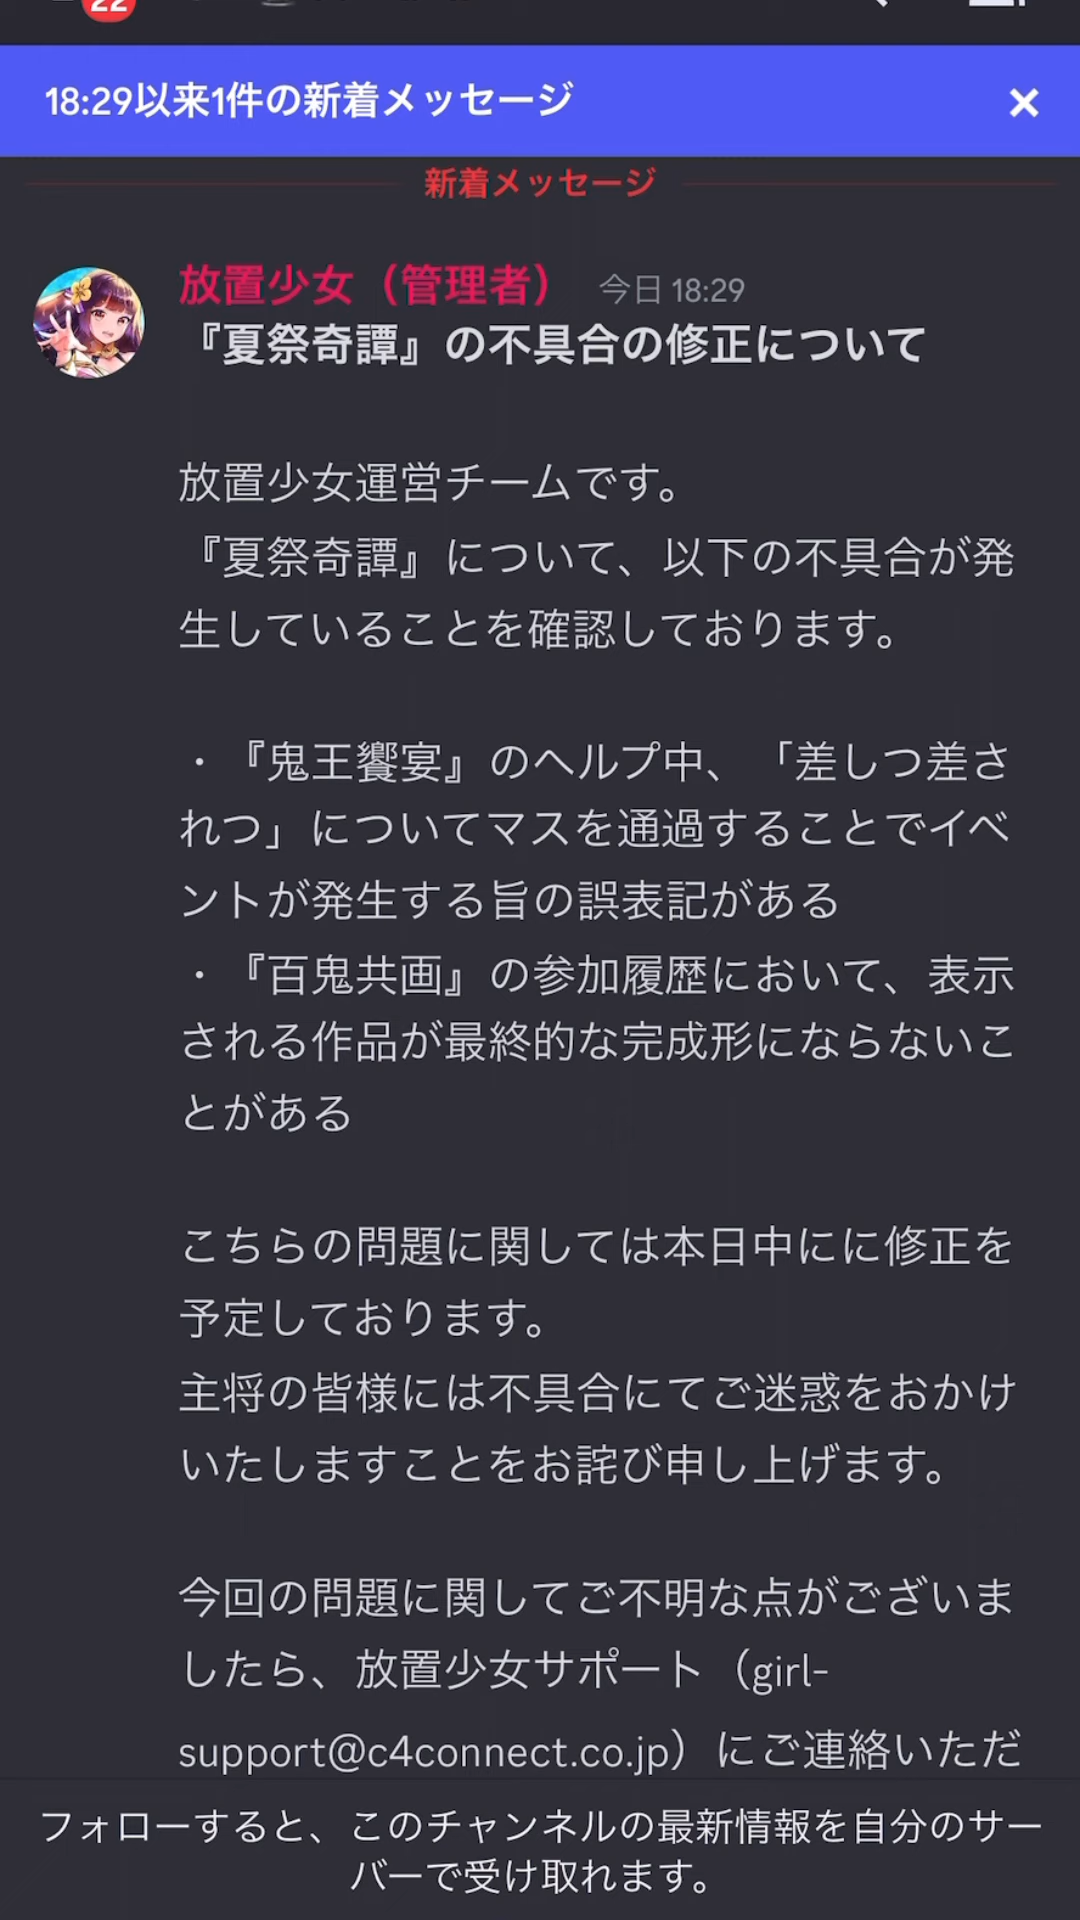 22
18:29以来1件の新着メッセージ
新着メッセージ
放置少女（管理者） 今日 18:29
『夏祭奇譚』の不具合の修正について
放置少女運営チームです。
『夏祭奇譚』について、以下の不具合が発
生していることを確認しております。
・『鬼王饗宴』のヘルプ中、「差しつ差さ
れつ」についてマスを通過することでイベ
ントが発生する旨の誤表記がある
・『百鬼共画』の参加履歴において、表示
される作品が最終的な完成形にならないこ
とがある
こちらの問題に関しては本日中にに修正を
予定しております。
主将の皆様には不具合にてご迷惑をおかけ
いたしますことをお詫び申し上げます。
今回の問題に関してご不明な点がございま
したら、放置少女サポート（girl-
support@c4connect.co.jp）にご連絡いただ
フォローすると、このチャンネルの最新情報を自分のサー
バーで受け取れます。